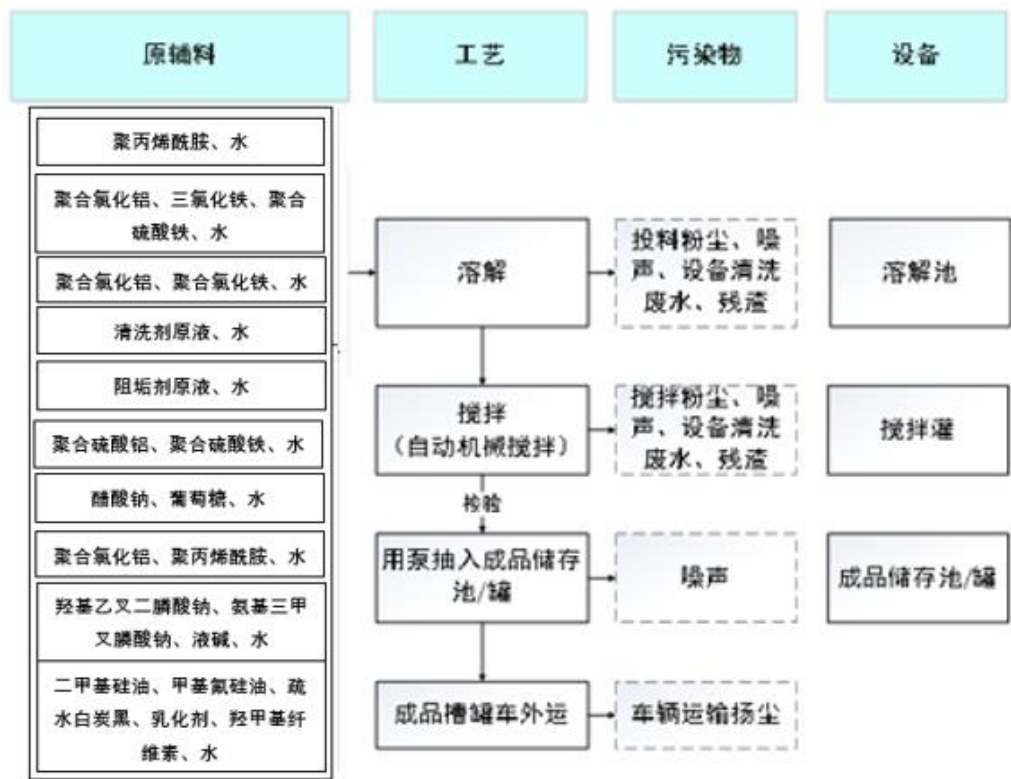 原辅料
工艺
污染物
设备
聚丙烯酰胺、水
聚合氯化铝、三氯化铁、聚合
硫酸铁、水
聚合氯化铝、聚合氯化铁、水
清洗剂原液、水
阻垢剂原液、水
聚合硫酸铝、聚合硫酸铁、水
醋酸钠、葡萄糖、水
聚合氯化铝、聚丙烯酰胺、水
羟基乙叉二膦酸钠、氨基三甲
叉膦酸钠、液碱、水
二甲基硅油、甲基氟硅油、疏
水白炭黑、乳化剂、羟甲基纤
维素、水
溶解
投料粉尘、噪
声、设备清洗
废水、残渣
溶解池
搅拌
（自动机械搅拌）
搅拌粉尘、噪
声、设备清洗
废水、残渣
搅拌灌
检验
用泵抽入成品储存
池/罐
噪声
成品储存池/罐
成品槽罐车外运
车辆运输扬尘